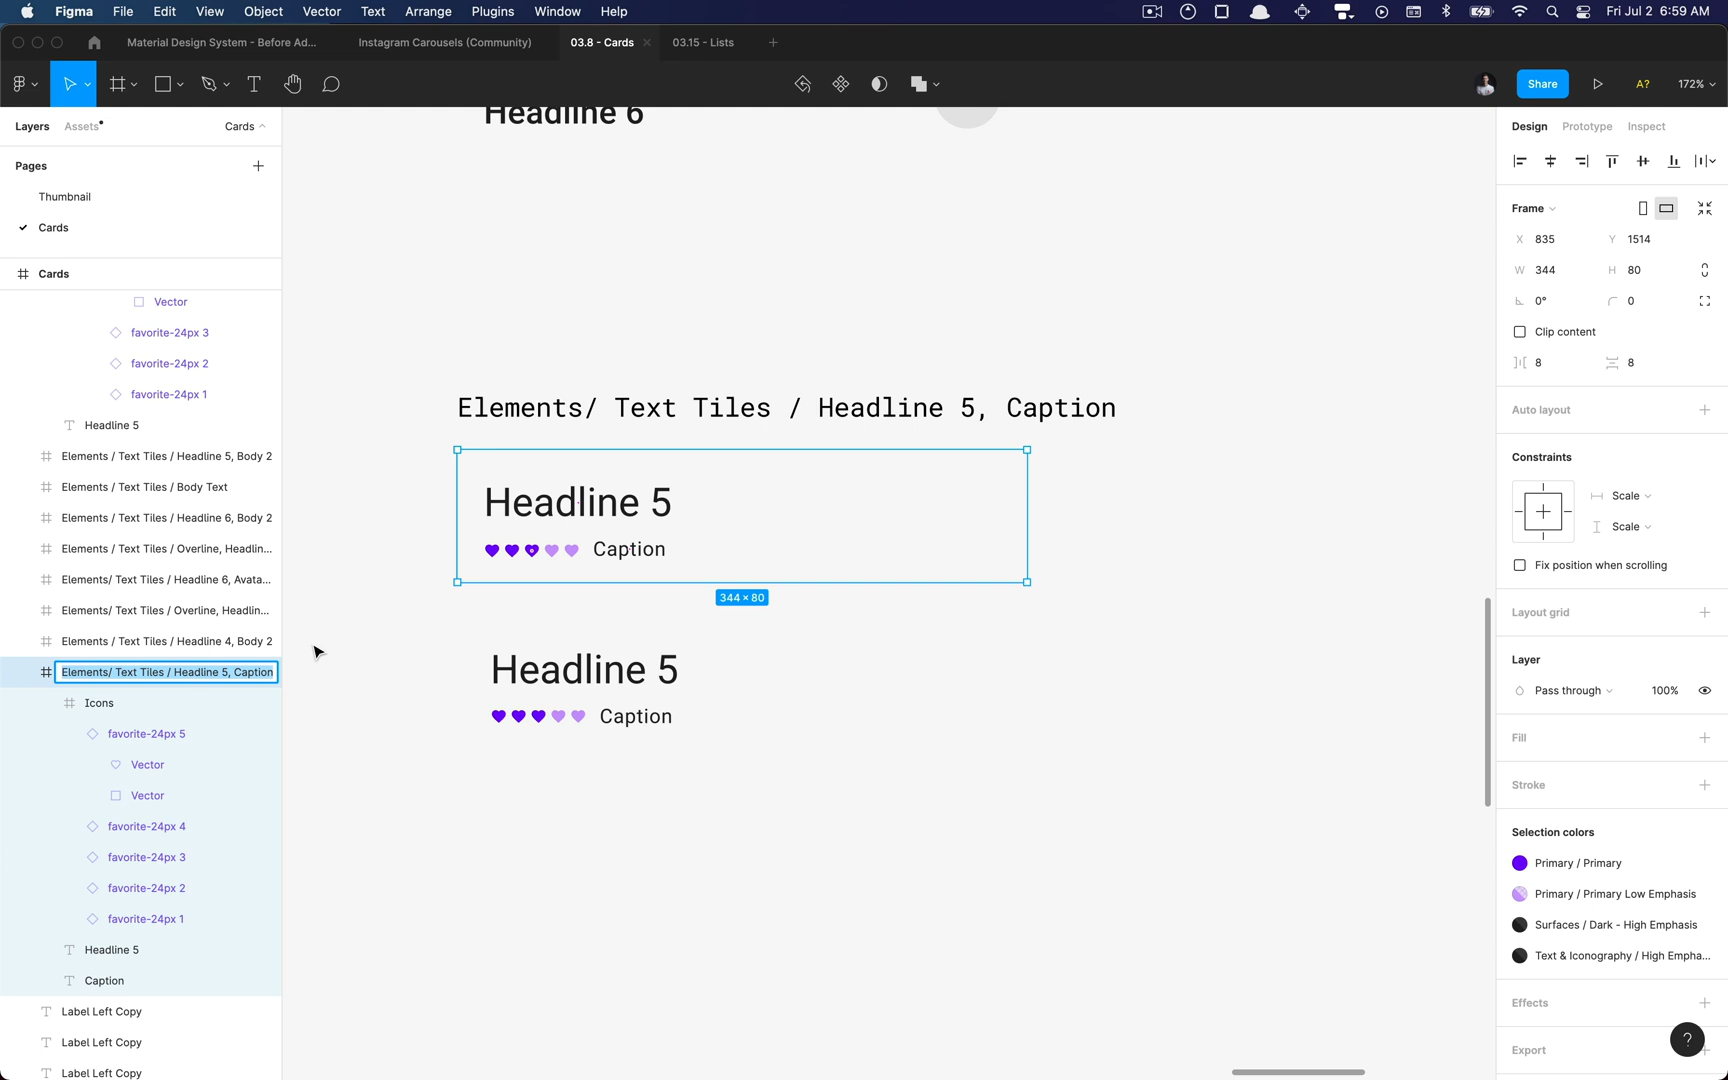 Figma File Edit View Object Vector Text Arrange Plugins Window Help Fri Jul 2 6:59 AM
Material Design System - Before Ad... Instagram Carousels (Community) 03.8 - Cards 03.15 - Lists
Share A? 172%
Layers Assets Cards
Pages
Thumbnail
Cards
Cards
Vector
favorite-24px 3
favorite-24px 2
favorite-24px 1
Headline 5
Elements / Text Tiles / Headline 5, Body 2
Elements / Text Tiles / Body Text
Elements / Text Tiles / Headline 6, Body 2
Elements / Text Tiles / Overline, Headlin...
Elements/ Text Tiles / Headline 6, Avata...
Elements/ Text Tiles / Overline, Headlin...
Elements / Text Tiles / Headline 4, Body 2
Elements/ Text Tiles / Headline 5, Caption
Icons
favorite-24px 5
Vector
Vector
favorite-24px 4
favorite-24px 3
favorite-24px 2
favorite-24px 1
Headline 5
Caption
Label Left Copy
Label Left Copy
Label Left Copy
Headline 6
Elements/ Text Tiles / Headline 5, Caption
Headline 5
Caption
344 × 80
Headline 5
Caption
Design Prototype Inspect
Frame
X 835 Y 1514
W 344 H 80
0° 0
Clip content
8 8
Auto layout
Constraints
Scale
Scale
Fix position when scrolling
Layout grid
Layer
Pass through 100%
Fill
Stroke
Selection colors
Primary / Primary
Primary / Primary Low Emphasis
Surfaces / Dark - High Emphasis
Text & Iconography / High Empha...
Effects
Export
?